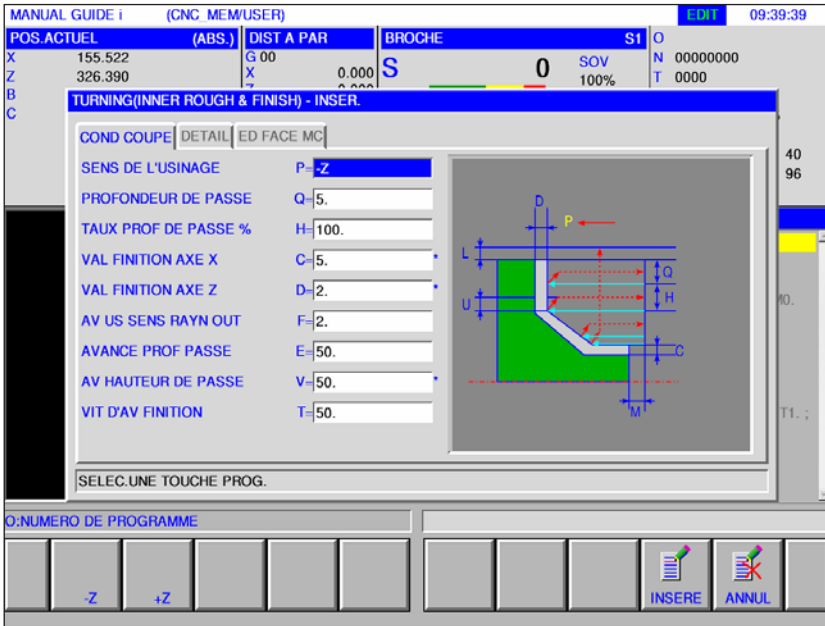 MANUAL GUIDE i (CNC_MEM/USER) EDIT 09:39:39
POS.ACTUEL (ABS.) DIST A PAR BROCHE S1 O
X 155.522 G 00 N 00000000
Z 326.390 X 0.000 S 0 SOV T 0000
B 100%
C
TURNING(INNER ROUGH & FINISH) - INSER.
COND COUPE DETAIL ED FACE MC
SENS DE L'USINAGE P=-Z
PROFONDEUR DE PASSE Q=5.
TAUX PROF DE PASSE % H=100.
VAL FINITION AXE X C=5. *
VAL FINITION AXE Z D=2. *
AV US SENS RAYN OUT F=2.
AVANCE PROF PASSE E=50.
AV HAUTEUR DE PASSE V=50. *
VIT D'AV FINITION T=50.
D
P
L
Q
U
H
C
M
40
96
M0.
T1. ;
SELEC.UNE TOUCHE PROG.
O:NUMERO DE PROGRAMME
-Z +Z INSERE ANNUL